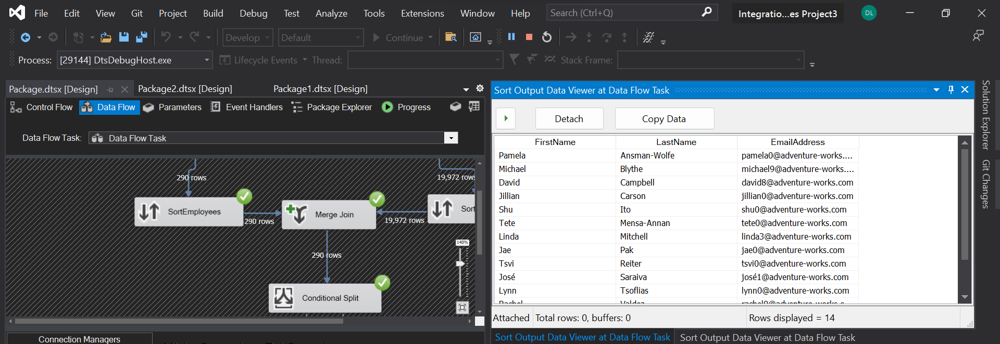 File Edit View Git Project Build Debug Test Analyze Tools Extensions Window Help Search (Ctrl+Q) Integratio...es Project3 DL
Develop Default Continue
Process: [29144] DtsDebugHost.exe Lifecycle Events Thread: Stack Frame:
Package.dtsx [Design] Package2.dtsx [Design] Package1.dtsx [Design]
Control Flow Data Flow Parameters Event Handlers Package Explorer Progress
Data Flow Task: Data Flow Task
290 rows
19,972 rows
SortEmployees
290 rows
Merge Join
19,972 rows
Sort
290 rows
140%
Conditional Split
Connection Managers
Sort Output Data Viewer at Data Flow Task
Detach Copy Data
FirstName LastName EmailAddress
Pamela Ansman-Wolfe pamela0@adventure-works....
Michael Blythe michael9@adventure-works....
David Campbell david8@adventure-works.com
Jillian Carson jillian0@adventure-works.com
Shu Ito shu0@adventure-works.com
Tete Mensa-Annan tete0@adventure-works.com
Linda Mitchell linda3@adventure-works.com
Jae Pak jae0@adventure-works.com
Tsvi Reiter tsvi0@adventure-works.com
José Saraiva josé1@adventure-works.com
Lynn Tsoflias lynn0@adventure-works.com
Rachel Valdez
Attached Total rows: 0, buffers: 0 Rows displayed = 14
Sort Output Data Viewer at Data Flow Task Sort Output Data Viewer at Data Flow Task
Solution Explorer
Git Changes